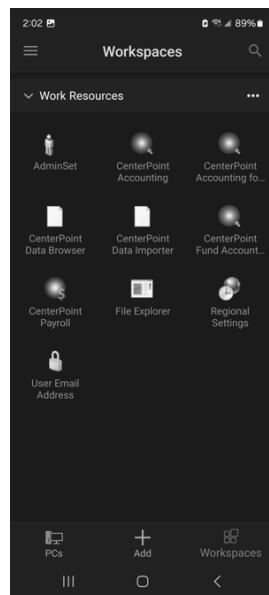 2:02 89%
Workspaces
Work Resources
AdminSet CenterPoint CenterPoint
Accounting Accounting fo...
CenterPoint CenterPoint CenterPoint
Data Browser Data Importer Fund Account...
CenterPoint File Explorer Regional
Payroll Settings
User Email
Address
PCs Add Workspaces